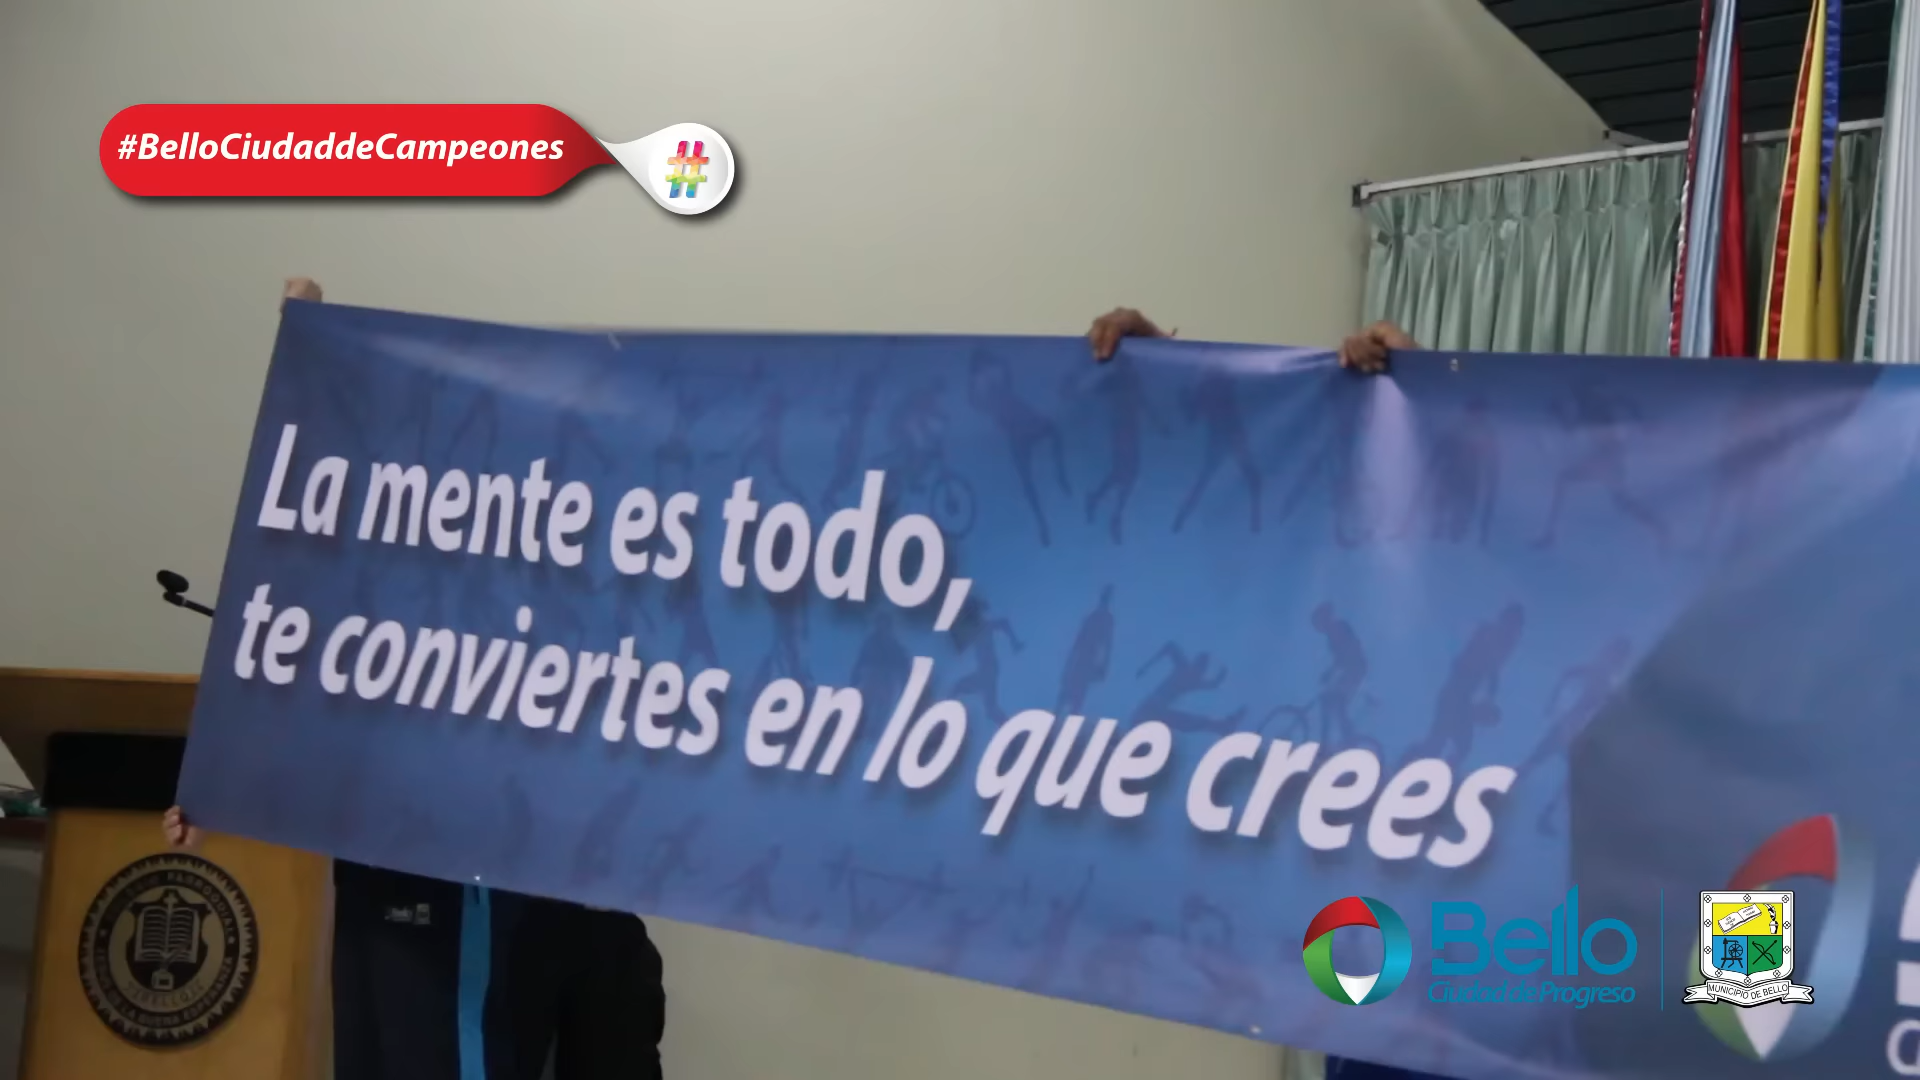 #BelloCiudaddeCampeones
#
La mente es todo,
te conviertes en lo que crees
Bello
Ciudad de Progreso
MUNICIPIO DE BELLO